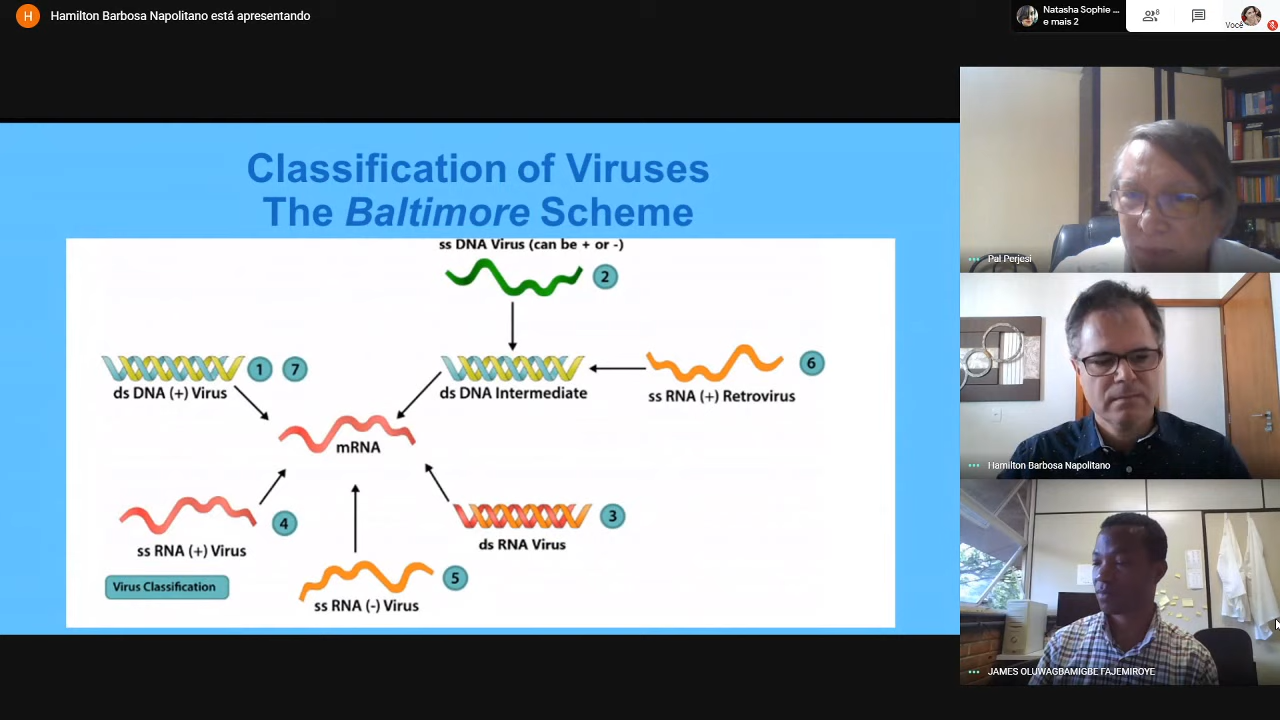 H
Hamilton Barbosa Napolitano está apresentando
Natasha Sophie ...
e mais 2
8
Você
Classification of Viruses
The Baltimore Scheme
ss DNA Virus (can be + or -)
2
1
7
ds DNA (+) Virus
ds DNA Intermediate
6
ss RNA (+) Retrovirus
mRNA
4
ss RNA (+) Virus
3
ds RNA Virus
Virus Classification
5
ss RNA (-) Virus
Pal Perjesi
Hamilton Barbosa Napolitano
JAMES OLUWAGBAMIGBE FAJEMIROYE